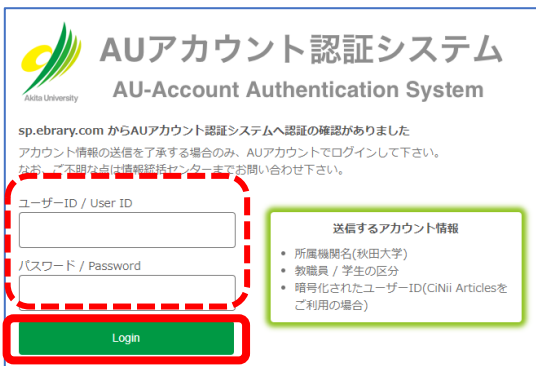 AUアカウント認証システム
Akita University
AU-Account Authentication System
sp.ebrary.com からAUアカウント認証システムへ認証の確認がありました
アカウント情報の送信を了承する場合のみ、AUアカウントでログインして下さい。
なお、ご不明な点は情報統括センターまでお問い合わせ下さい。
ユーザーID / User ID
パスワード / Password
Login
送信するアカウント情報
• 所属機関名(秋田大学)
• 教職員 / 学生の区分
• 暗号化されたユーザーID(CiNii Articlesを
ご利用の場合)